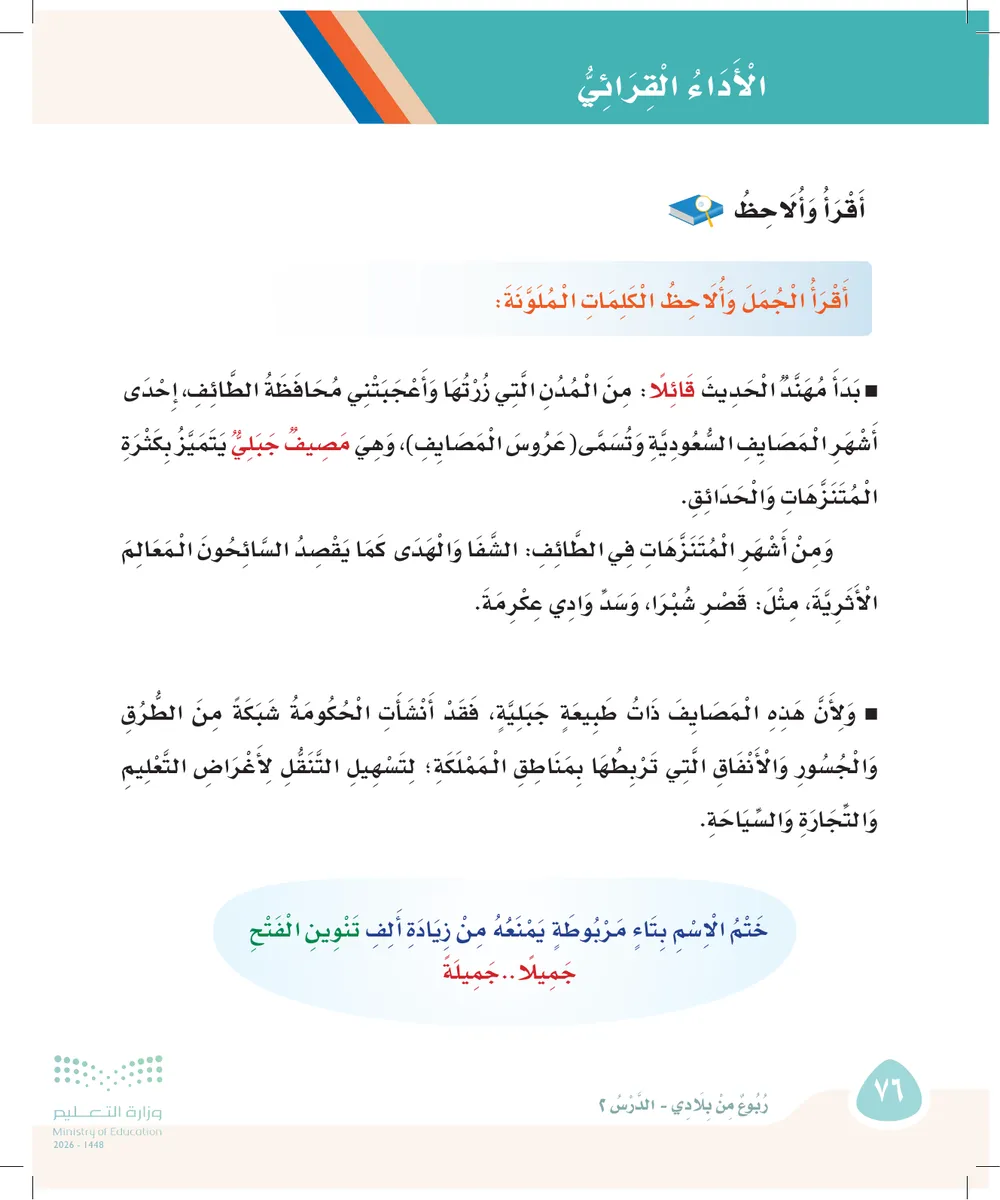 الْأَدَاءُ الْقِرَائِيُّ
أَقْرَأُ وَأُلَاحِظُ
أَقْرَأُ الْجُمَلَ وَأُلَاحِظُ الْكَلِمَاتِ الْمُلَوَّنَةَ:
■ بَدَأَ مُهَنَّدٌ الْحَدِيثَ قَائِلًا: مِنَ الْمُدُنِ الَّتِي زُرْتُهَا وَأَعْجَبَتْنِي مُحَافَظَةُ الطَّائِفِ، إِحْدَى
أَشْهَرِ الْمَصَايِفِ السُّعُودِيَّةِ وَتُسَمَّى (عَرُوسَ الْمَصَايِفِ)، وَهِيَ مَصِيفٌ جَبَلِيٌّ يَتَمَيَّزُ بِكَثْرَةِ
الْمُتَنَزَّهَاتِ وَالْحَدَائِقِ.
وَمِنْ أَشْهَرِ الْمُتَنَزَّهَاتِ فِي الطَّائِفِ: الشَّفَا وَالْهَدَى كَمَا يَقْصِدُ السَّائِحُونَ الْمَعَالِمَ
الْأَثَرِيَّةَ، مِثْلَ: قَصْرِ شُبْرَا، وَسَدِّ وَادِي عِكْرِمَةَ.
■ وَلِأَنَّ هَذِهِ الْمَصَايِفَ ذَاتُ طَبِيعَةٍ جَبَلِيَّةٍ، فَقَدْ أَنْشَأَتِ الْحُكُومَةُ شَبَكَةً مِنَ الطُّرُقِ
وَالْجُسُورِ وَالْأَنْفَاقِ الَّتِي تَرْبِطُهَا بِمَنَاطِقِ الْمَمْلَكَةِ؛ لِتَسْهِيلِ التَّنَقُّلِ لِأَغْرَاضِ التَّعْلِيمِ
وَالتِّجَارَةِ وَالسِّيَاحَةِ.
خَتْمُ الْاِسْمِ بِتَاءٍ مَرْبُوطَةٍ يَمْنَعُهُ مِنْ زِيَادَةِ أَلِفِ تَنْوِينِ الْفَتْحِ
جَمِيلًا..جَمِيلَةً
رُبُوعٌ مِنْ بِلَادِي - الدَّرْسُ ٢
٧٦
وزارة التعليم
Ministry of Education
2026 - 1448